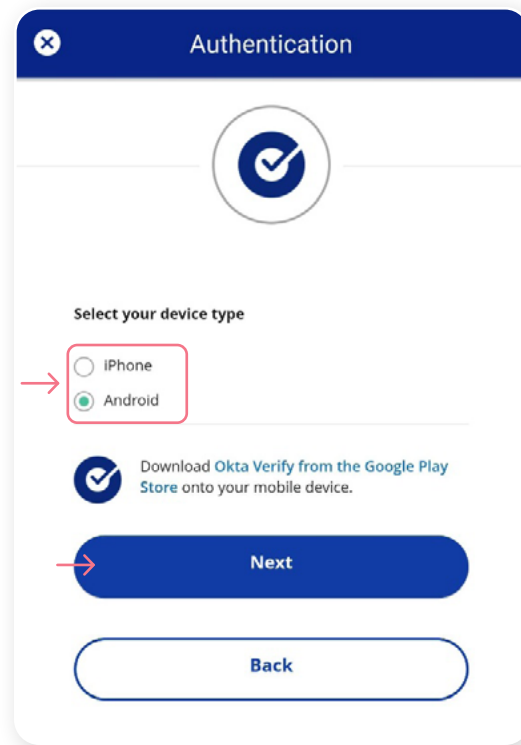 Authentication
Select your device type
iPhone
Android
Download Okta Verify from the Google Play
Store onto your mobile device.
Next
Back